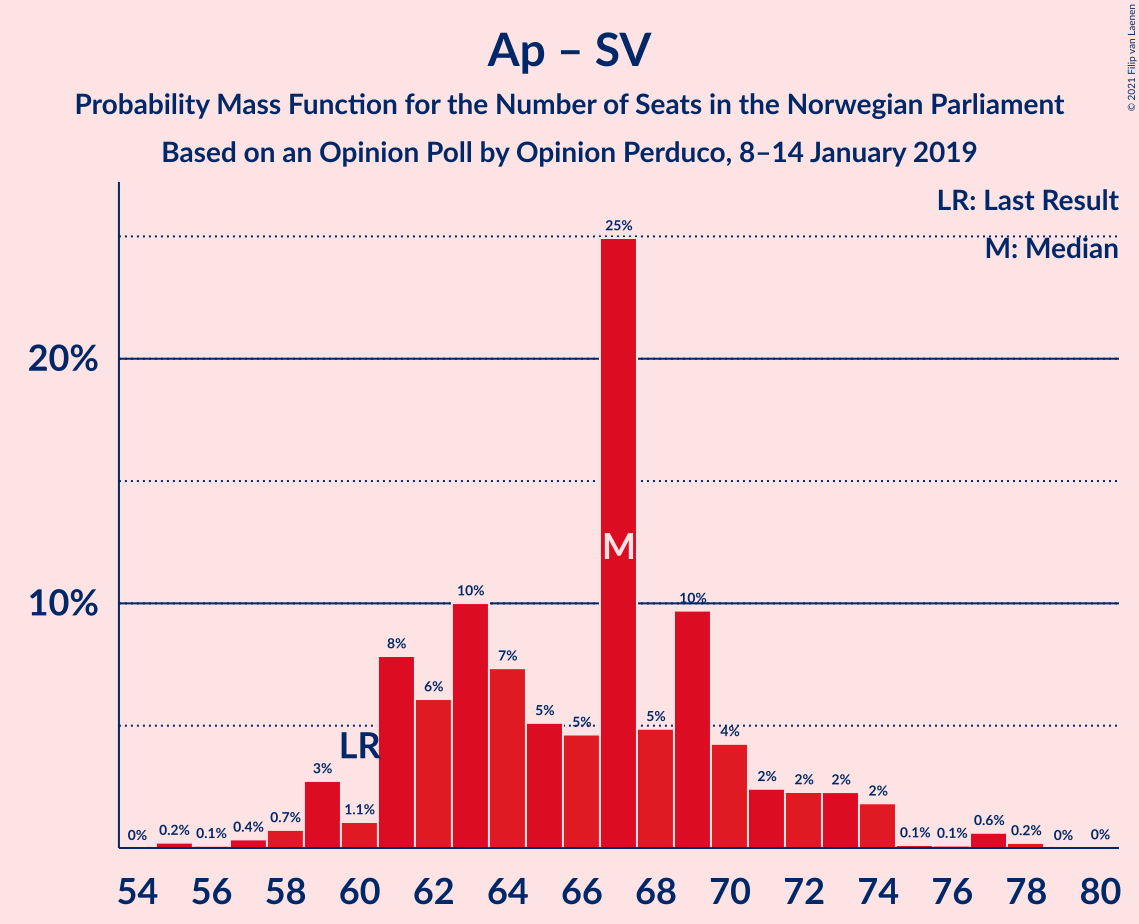 Ap – SV
Probability Mass Function for the Number of Seats in the Norwegian Parliament
Based on an Opinion Poll by Opinion Perduco, 8–14 January 2019
© 2021 Filip van Laenen
LR: Last Result
M: Median
20%
10%
0% 0.2% 0.1% 0.4% 0.7% 3% 1.1% 8% 6% 10% 7% 5% 5% 25% 5% 10% 4% 2% 2% 2% 2% 0.1% 0.1% 0.6% 0.2% 0% 0%
LR
M
54 56 58 60 62 64 66 68 70 72 74 76 78 80